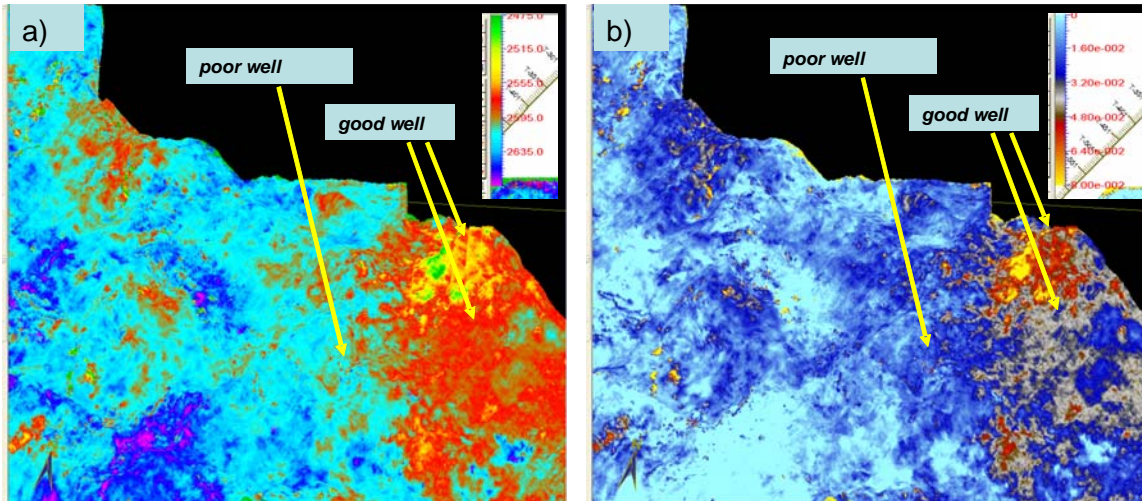 a)
poor well
good well
2475.0
2515.0
2555.0
2595.0
2635.0
b)
poor well
good well
0
1.60e-002
3.20e-002
4.80e-002
6.40e-002
8.00e-002